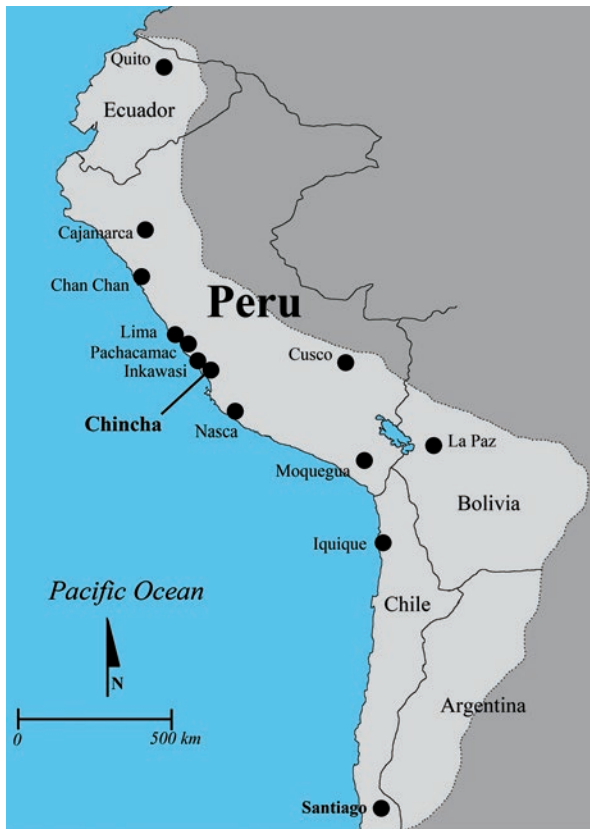 Quito
Ecuador
Cajamarca
Chan Chan
Peru
Lima
Pachacamac
Inkawasi
Cusco
Chincha
Nasca
La Paz
Moquegua
Bolivia
Iquique
Pacific Ocean
Chile
N
Argentina
0
500 km
Santiago